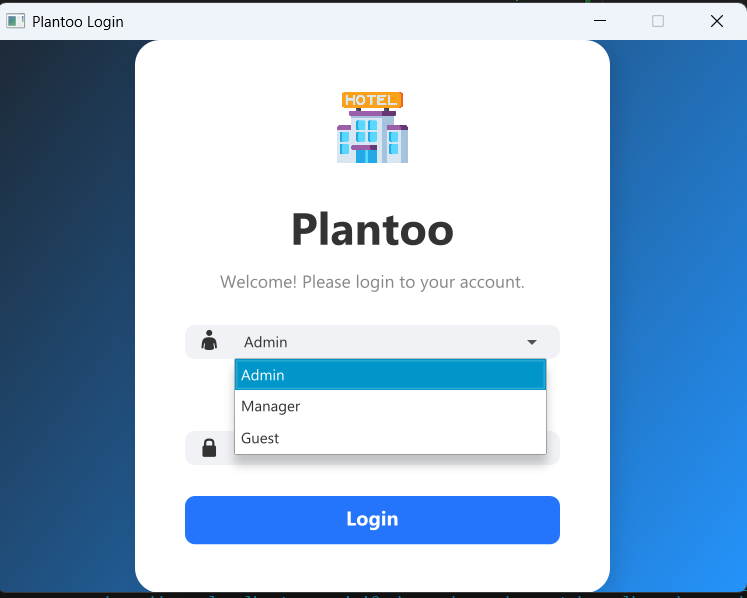 Plantoo Login
HOTEL
Plantoo
Welcome! Please login to your account.
Admin
Admin
Manager
Guest
Login